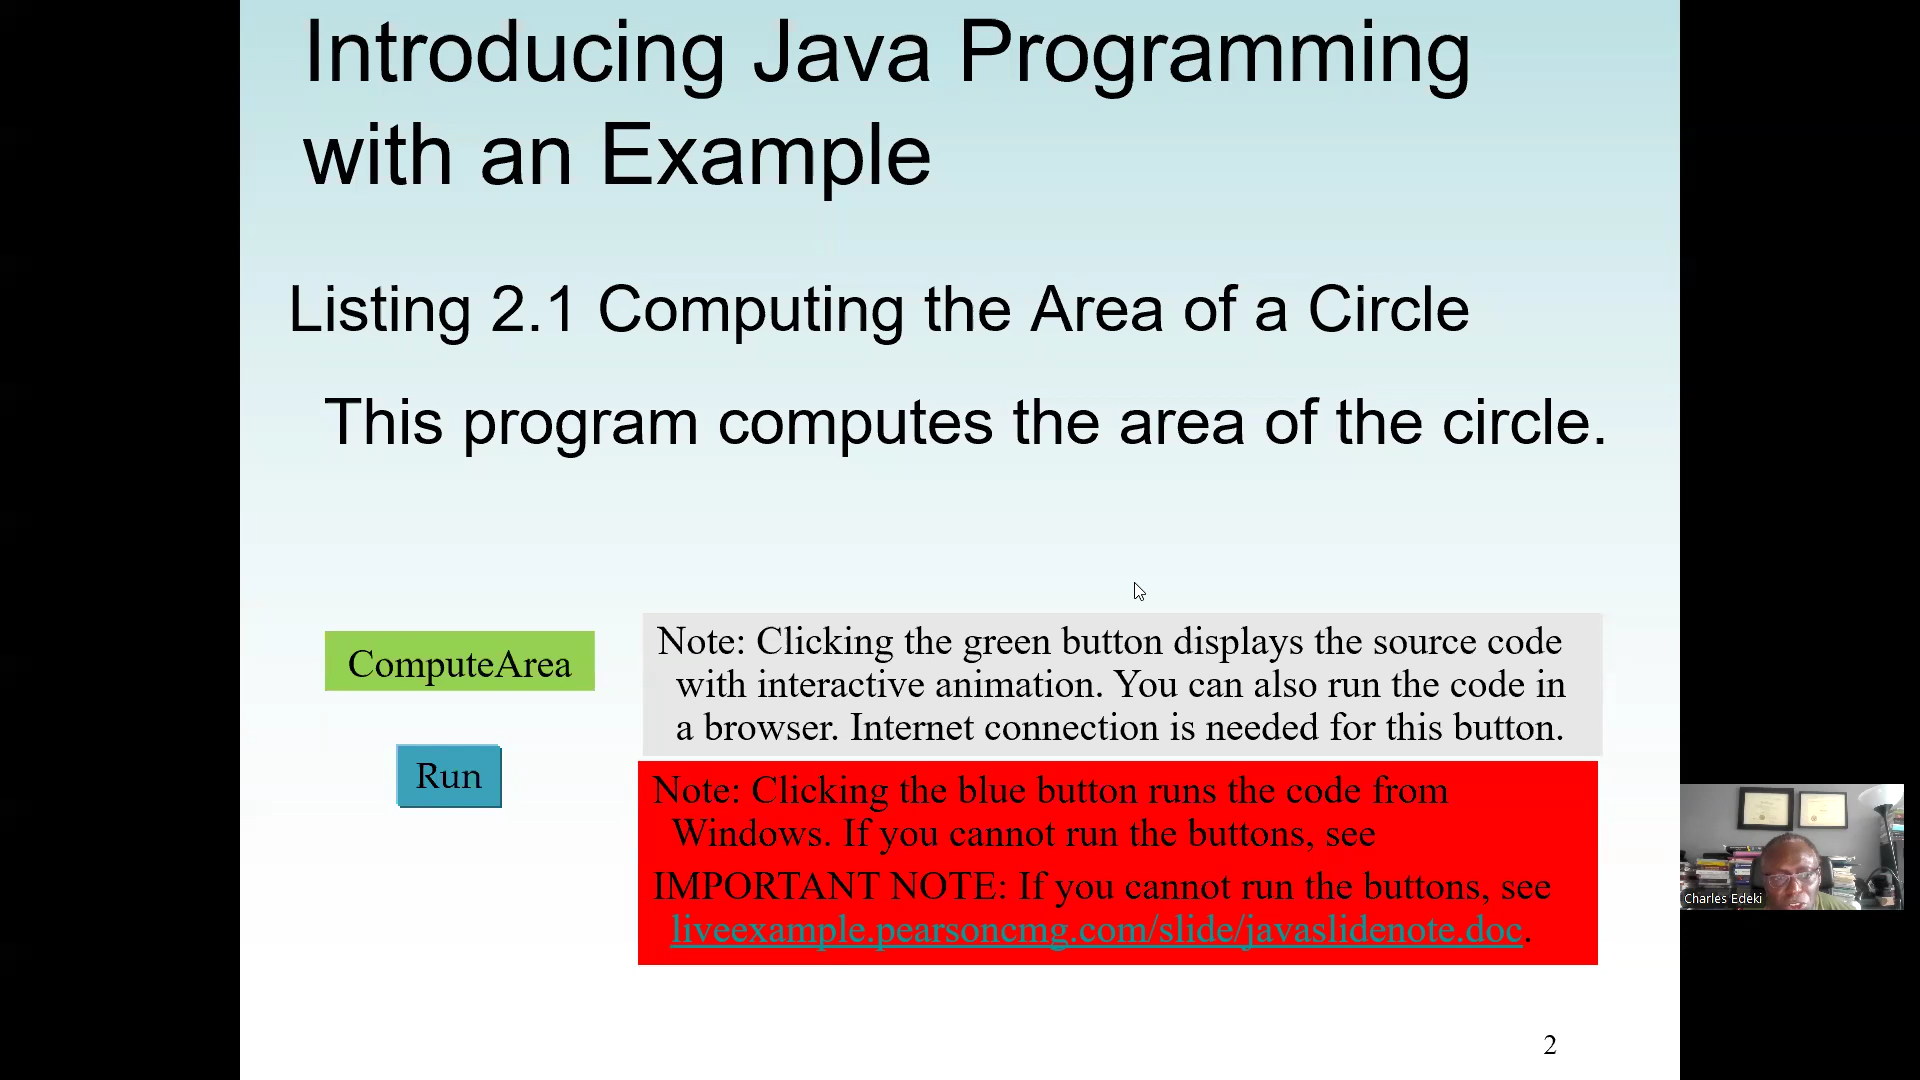 Introducing Java Programming
with an Example
Listing 2.1 Computing the Area of a Circle
This program computes the area of the circle.
ComputeArea
Note: Clicking the green button displays the source code
with interactive animation. You can also run the code in
a browser. Internet connection is needed for this button.
Run
Note: Clicking the blue button runs the code from
Windows. If you cannot run the buttons, see
IMPORTANT NOTE: If you cannot run the buttons, see
liveexample.pearsoncmg.com/slide/javaslidenote.doc.
Charles Edeki
2